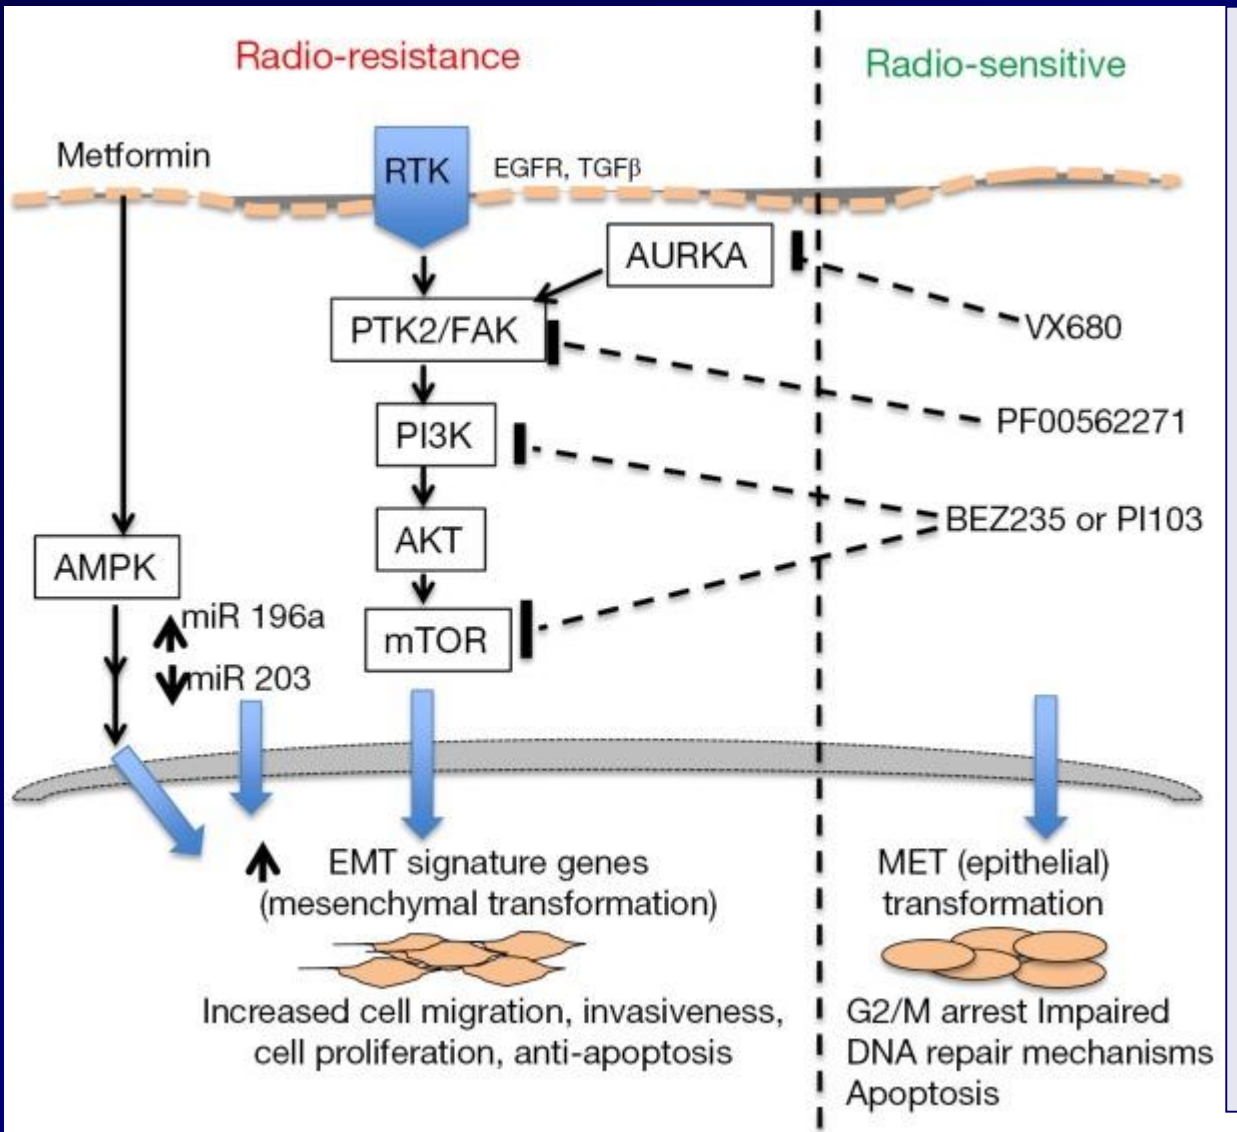 Radio-resistance
Radio-sensitive
Metformin
RTK
EGFR, TGFβ
AURKA
VX680
PTK2/FAK
PF00562271
PI3K
BEZ235 or PI103
AKT
AMPK
miR 196a
mTOR
miR 203
EMT signature genes
(mesenchymal transformation)
MET (epithelial)
transformation
Increased cell migration, invasiveness,
cell proliferation, anti-apoptosis
G2/M arrest Impaired
DNA repair mechanisms
Apoptosis